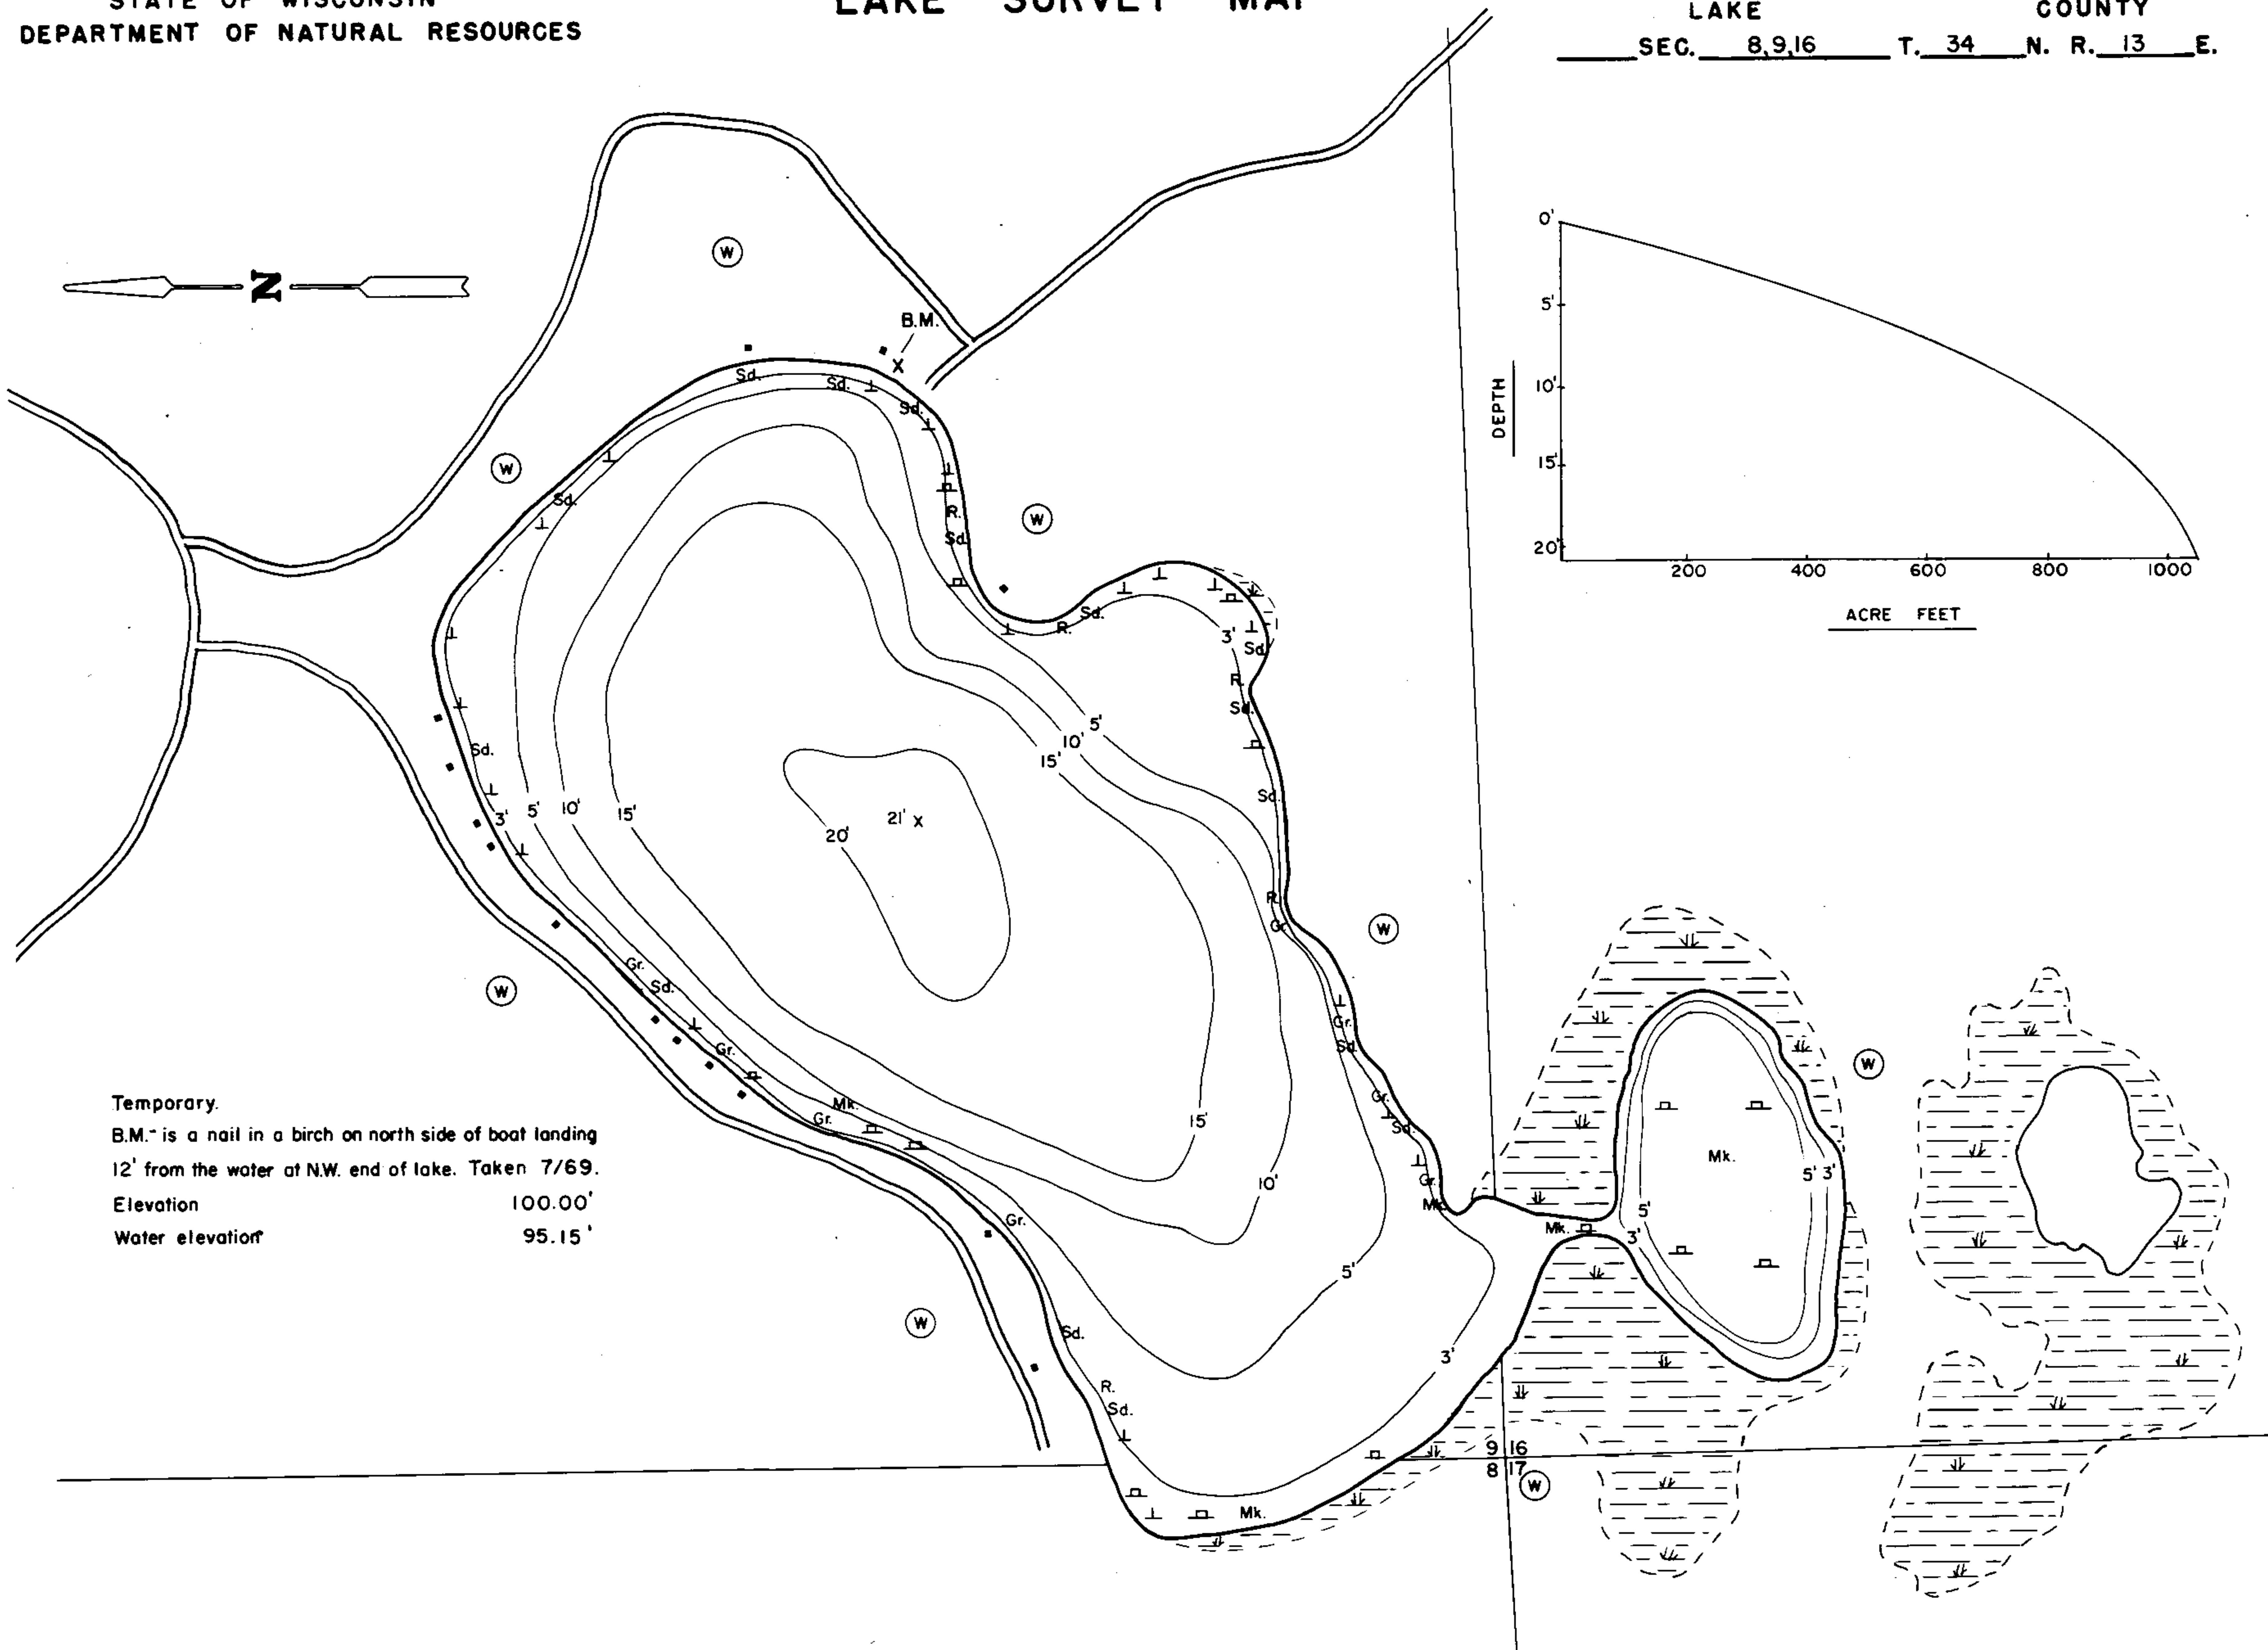 STATE OF WISCONSIN
DEPARTMENT OF NATURAL RESOURCES
LAKE SURVEY MAP
LAKE COUNTY
SEC. 8,9,16 T. 34 N. R. 13 E.
N
W
B.M.
X
Sd.
Sd.
Sd.
W
Sd.
R.
Sd.
W
R.
Sd.
3'
Sd.
R.
Sd.
5'
10'
15'
Sd.
Sd.
3'
5'
10'
15'
20'
21' x
R.
Gr.
W
Gr.
Sd.
W
Gr.
Sd.
Gr.
Mk.
Gr.
Gr.
Sd.
15'
10'
Gr.
Mk.
Gr.
W
Sd.
5'
3'
R.
Sd.
Mk.
Mk.
3'
5'
Mk.
5' 3'
W
9 16
8 17
W
0'
5'
10'
15'
20'
DEPTH
200 400 600 800 1000
ACRE FEET
Temporary.
B.M.- is a nail in a birch on north side of boat landing
12' from the water at N.W. end of lake. Taken 7/69.
Elevation 100.00'
Water elevation 95.15'